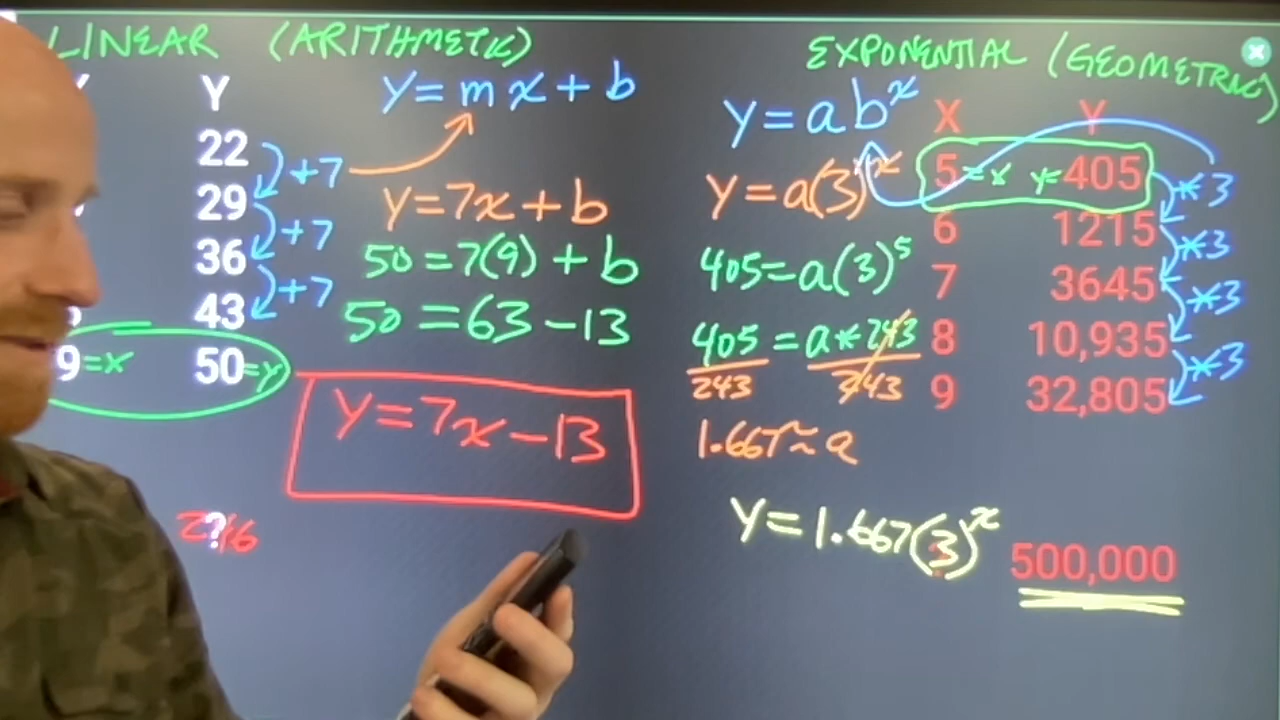 LINEAR (ARITHMETIC)
Y
22
29
36
43
9 =x 50 =y
+7
+7
+7
Y=mx+b
Y=7x+b
50=7(9)+b
50=63-13
Y=7x-13
?
EXPONENTIAL (GEOMETRIC)
Y=ab^x
Y=a(3)^x
405=a(3)^5
405=a*243
243 243
1.667≈a
Y=1.667(3)^x
X Y
5=x y=405
6 1215
7 3645
8 10,935
9 32,805
*3
*3
*3
*3
500,000